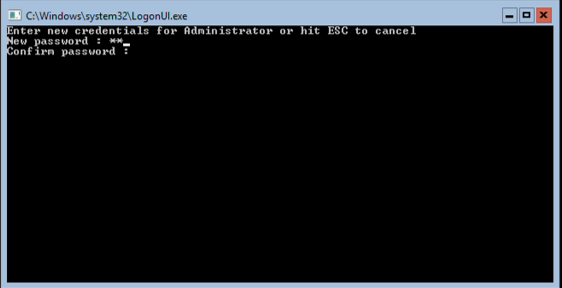 C:\Windows\system32\LogonUI.exe
Enter new credentials for Administrator or hit ESC to cancel
New password : **
Confirm password :